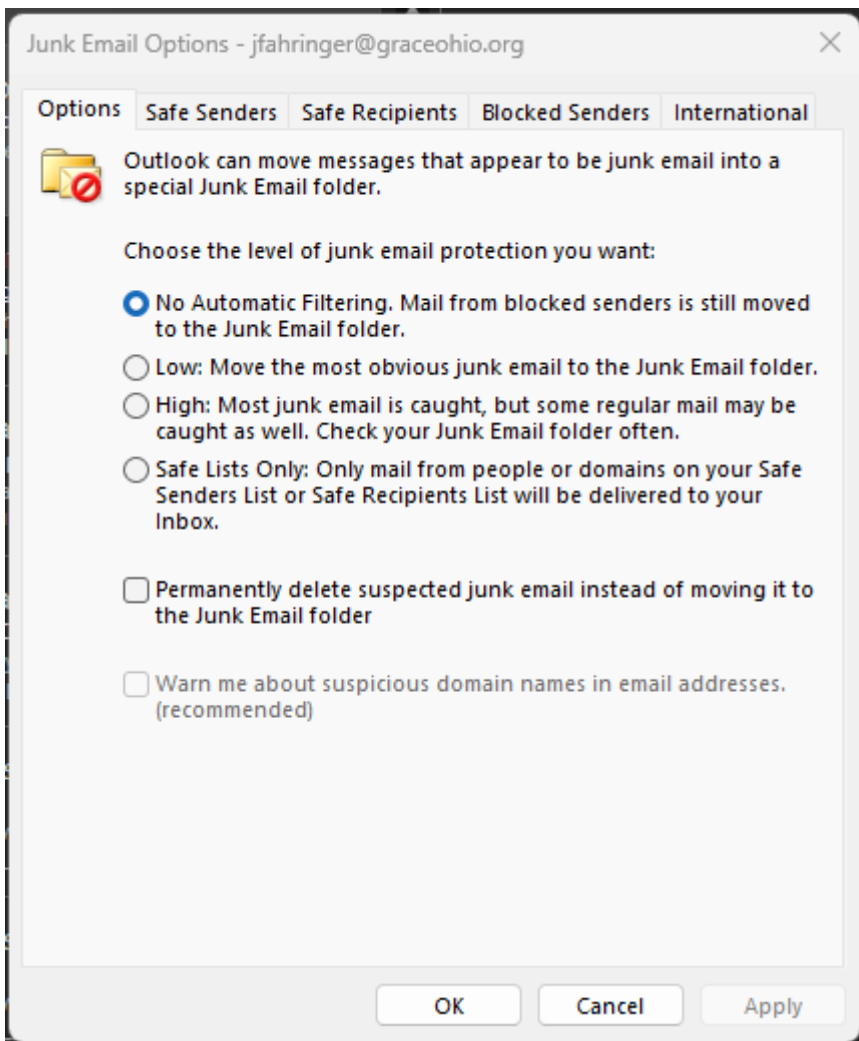 Junk Email Options - jfahringer@graceohio.org
Options Safe Senders Safe Recipients Blocked Senders International
Outlook can move messages that appear to be junk email into a
special Junk Email folder.
Choose the level of junk email protection you want:
No Automatic Filtering. Mail from blocked senders is still moved
to the Junk Email folder.
Low: Move the most obvious junk email to the Junk Email folder.
High: Most junk email is caught, but some regular mail may be
caught as well. Check your Junk Email folder often.
Safe Lists Only: Only mail from people or domains on your Safe
Senders List or Safe Recipients List will be delivered to your
Inbox.
Permanently delete suspected junk email instead of moving it to
the Junk Email folder
Warn me about suspicious domain names in email addresses.
(recommended)
OK Cancel Apply